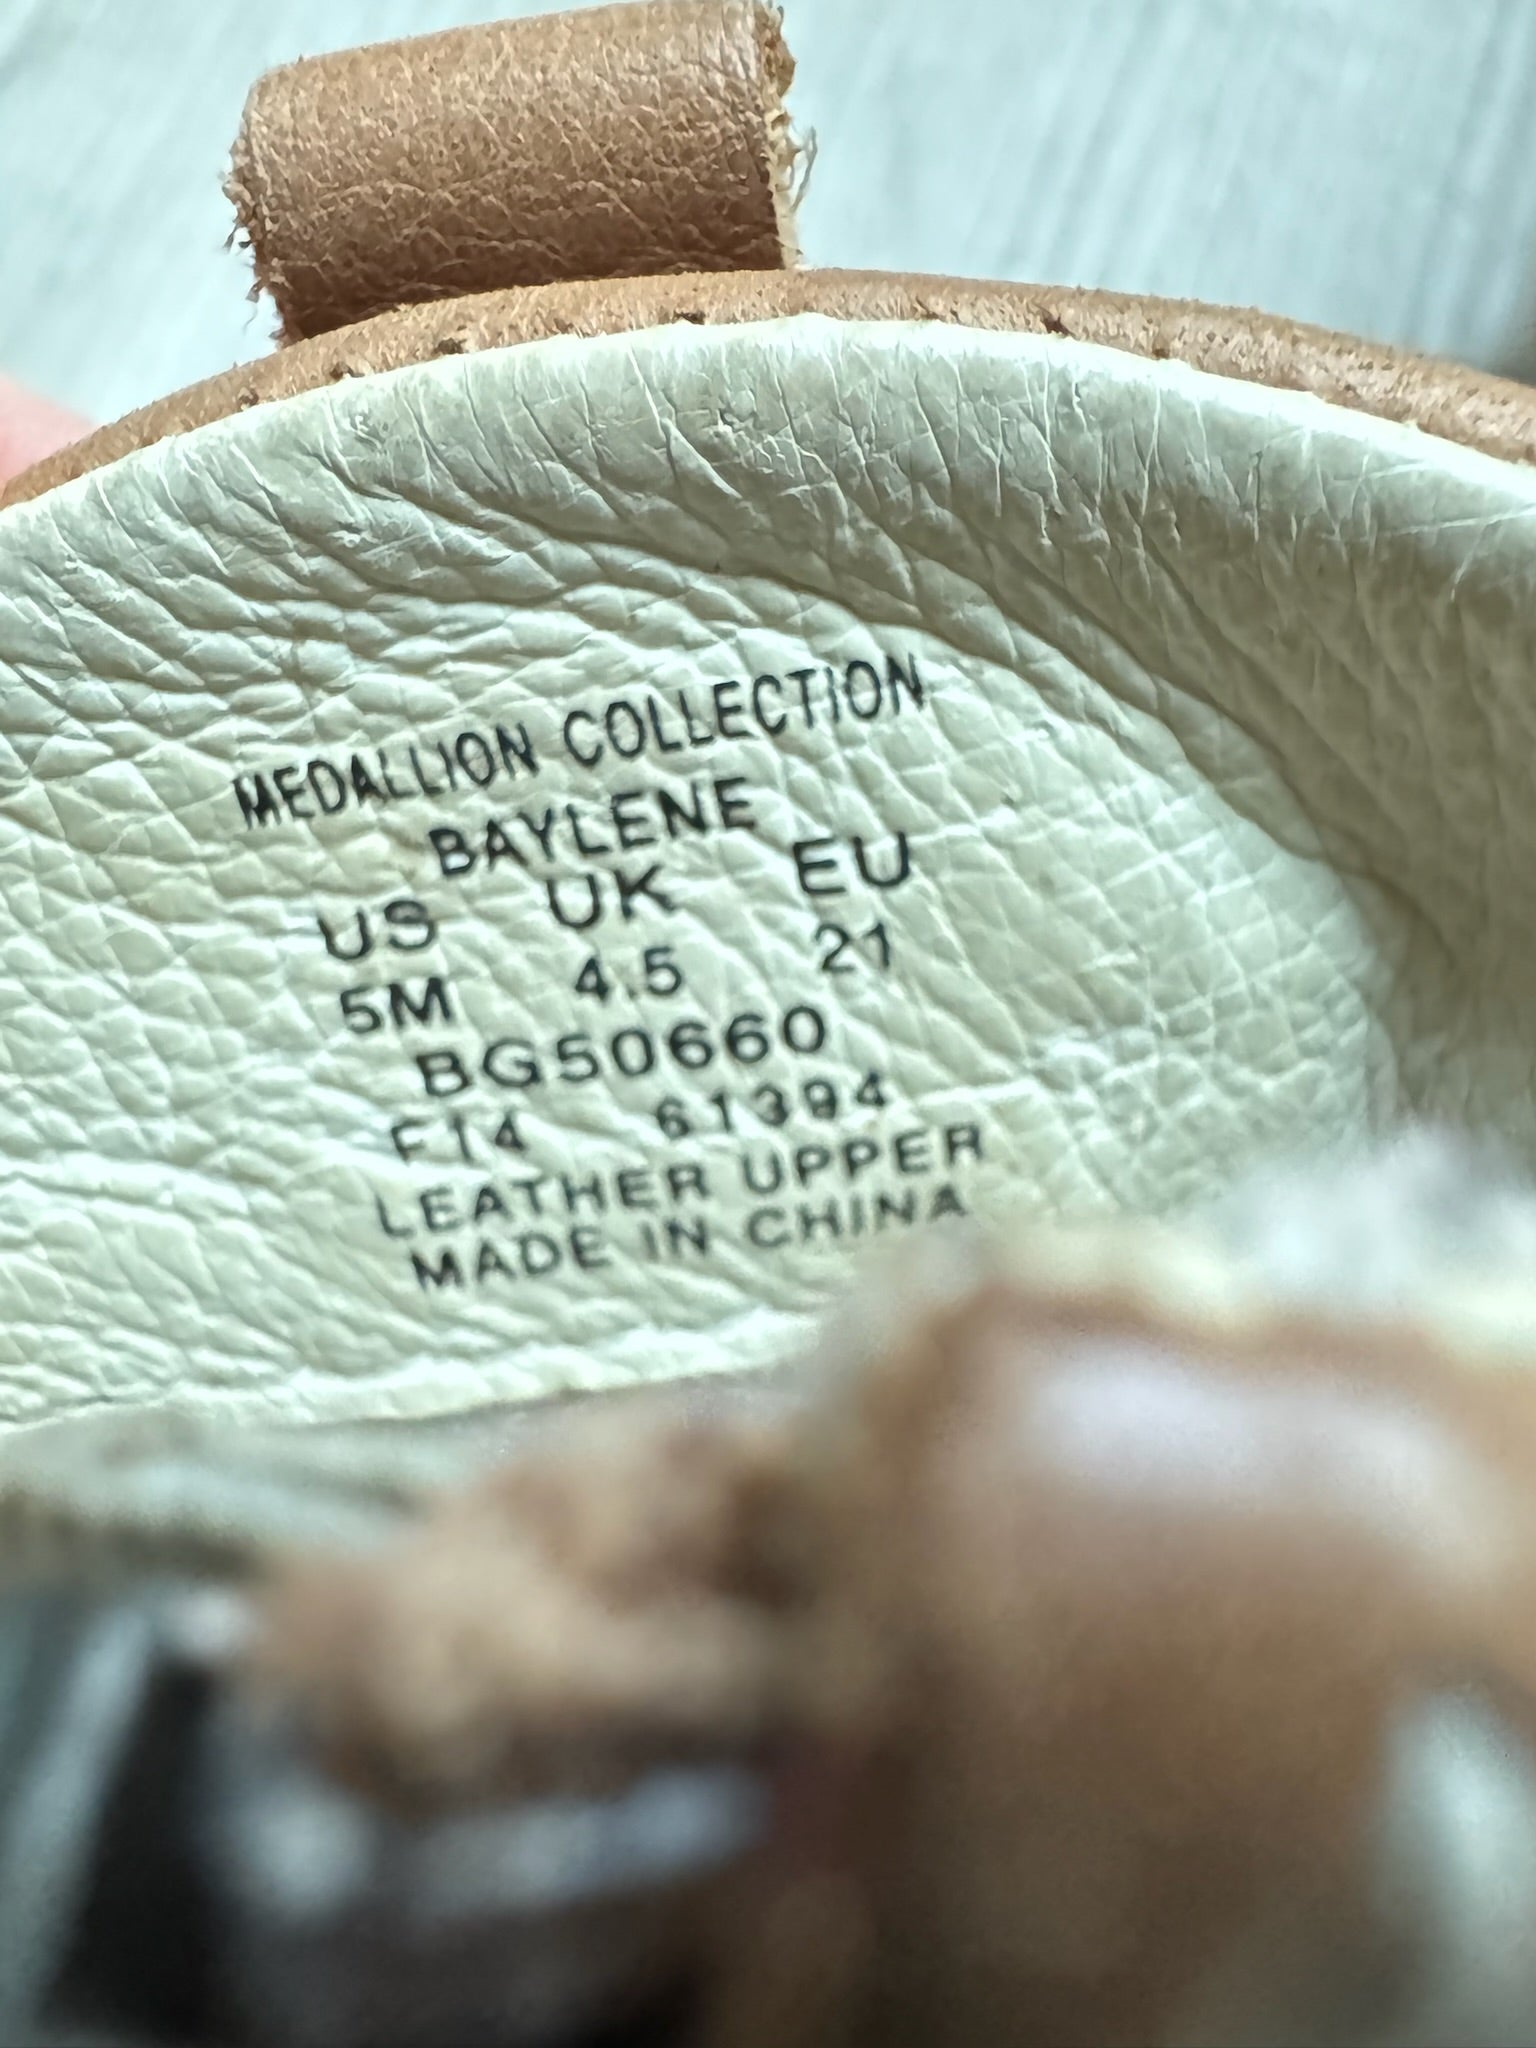 MEDALLION COLLECTION
BAYLENE
US UK EU
5M 4.5 21
BG50660
F14 61394
LEATHER UPPER
MADE IN CHINA